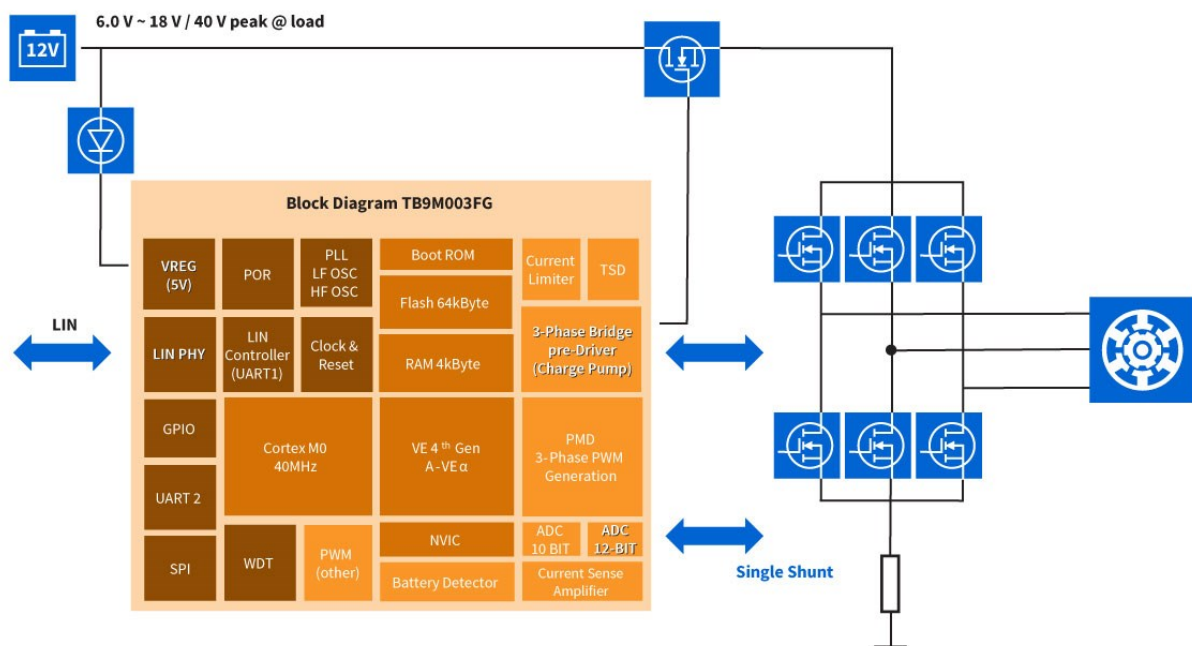 6.0 V ~ 18 V / 40 V peak @ load
12V
Block Diagram TB9M003FG
VREG
(5V)
POR
PLL
LF OSC
HF OSC
Boot ROM
Flash 64kByte
Current
Limiter
TSD
LIN
LIN PHY
LIN
Controller
(UART1)
Clock &
Reset
RAM 4kByte
3-Phase Bridge
pre-Driver
(Charge Pump)
GPIO
UART 2
Cortex M0
40MHz
VE 4th Gen
A-VE α
PMD
3-Phase PWM
Generation
SPI
WDT
PWM
(other)
NVIC
Battery Detector
ADC
10 BIT
ADC
12-BIT
Current Sense
Amplifier
Single Shunt